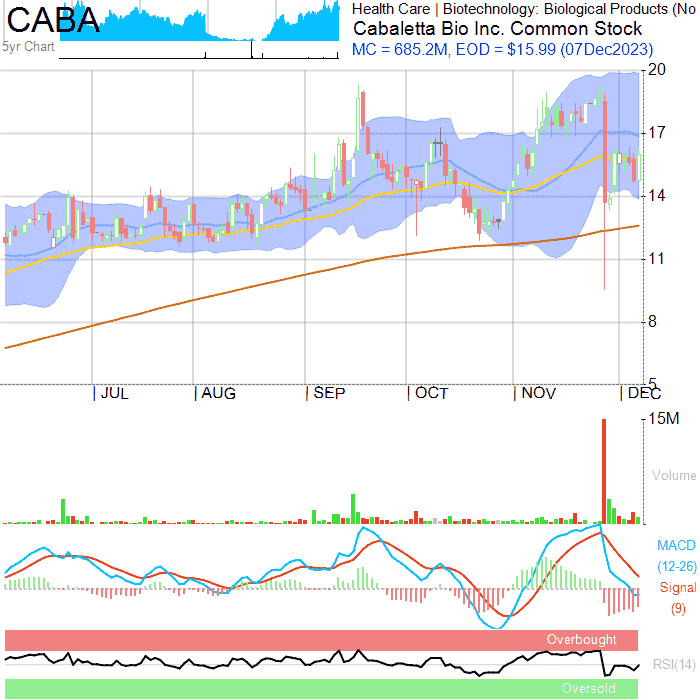 CABA
5yr Chart
Health Care | Biotechnology: Biological Products (No
Cabaletta Bio Inc. Common Stock
MC = 685.2M, EOD = $15.99 (07Dec2023)
20
17
14
11
8
5
JUL AUG SEP OCT NOV DEC
15M
Volume
MACD
(12-26)
Signal
(9)
Overbought
RSI(14)
Oversold